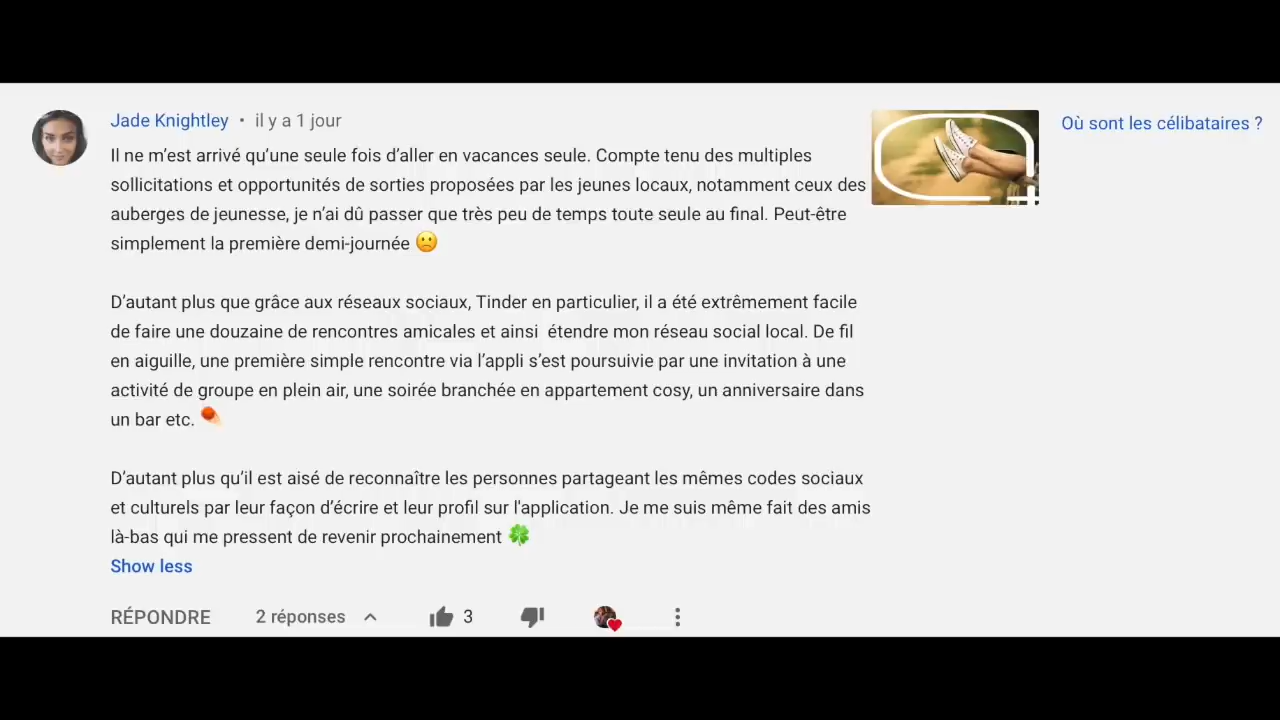 Jade Knightley • il y a 1 jour
Il ne m’est arrivé qu’une seule fois d’aller en vacances seule. Compte tenu des multiples
sollicitations et opportunités de sorties proposées par les jeunes locaux, notamment ceux des
auberges de jeunesse, je n’ai dû passer que très peu de temps toute seule au final. Peut-être
simplement la première demi-journée 🙁
D’autant plus que grâce aux réseaux sociaux, Tinder en particulier, il a été extrêmement facile
de faire une douzaine de rencontres amicales et ainsi  étendre mon réseau social local. De fil
en aiguille, une première simple rencontre via l’appli s’est poursuivie par une invitation à une
activité de groupe en plein air, une soirée branchée en appartement cosy, un anniversaire dans
un bar etc. ☄️
D’autant plus qu’il est aisé de reconnaître les personnes partageant les mêmes codes sociaux
et culturels par leur façon d’écrire et leur profil sur l'application. Je me suis même fait des amis
là-bas qui me pressent de revenir prochainement 🍀
Show less
RÉPONDRE 2 réponses 3
Où sont les célibataires ?